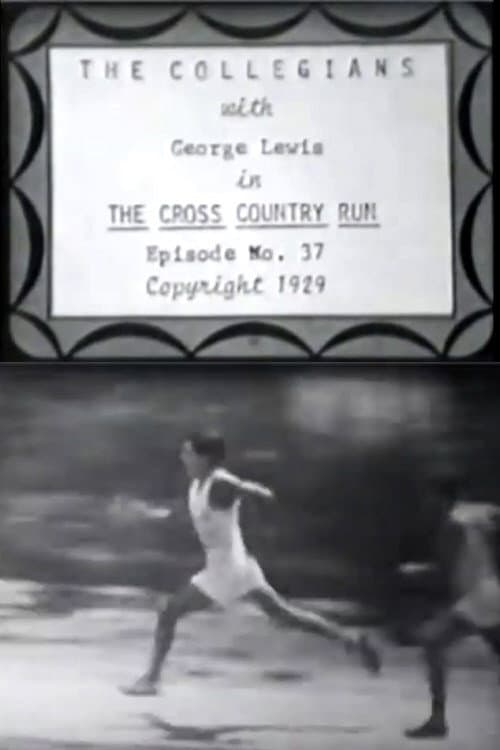 THE COLLEGIANS
with
George Lewis
in
THE CROSS COUNTRY RUN
Episode No. 37
Copyright 1929